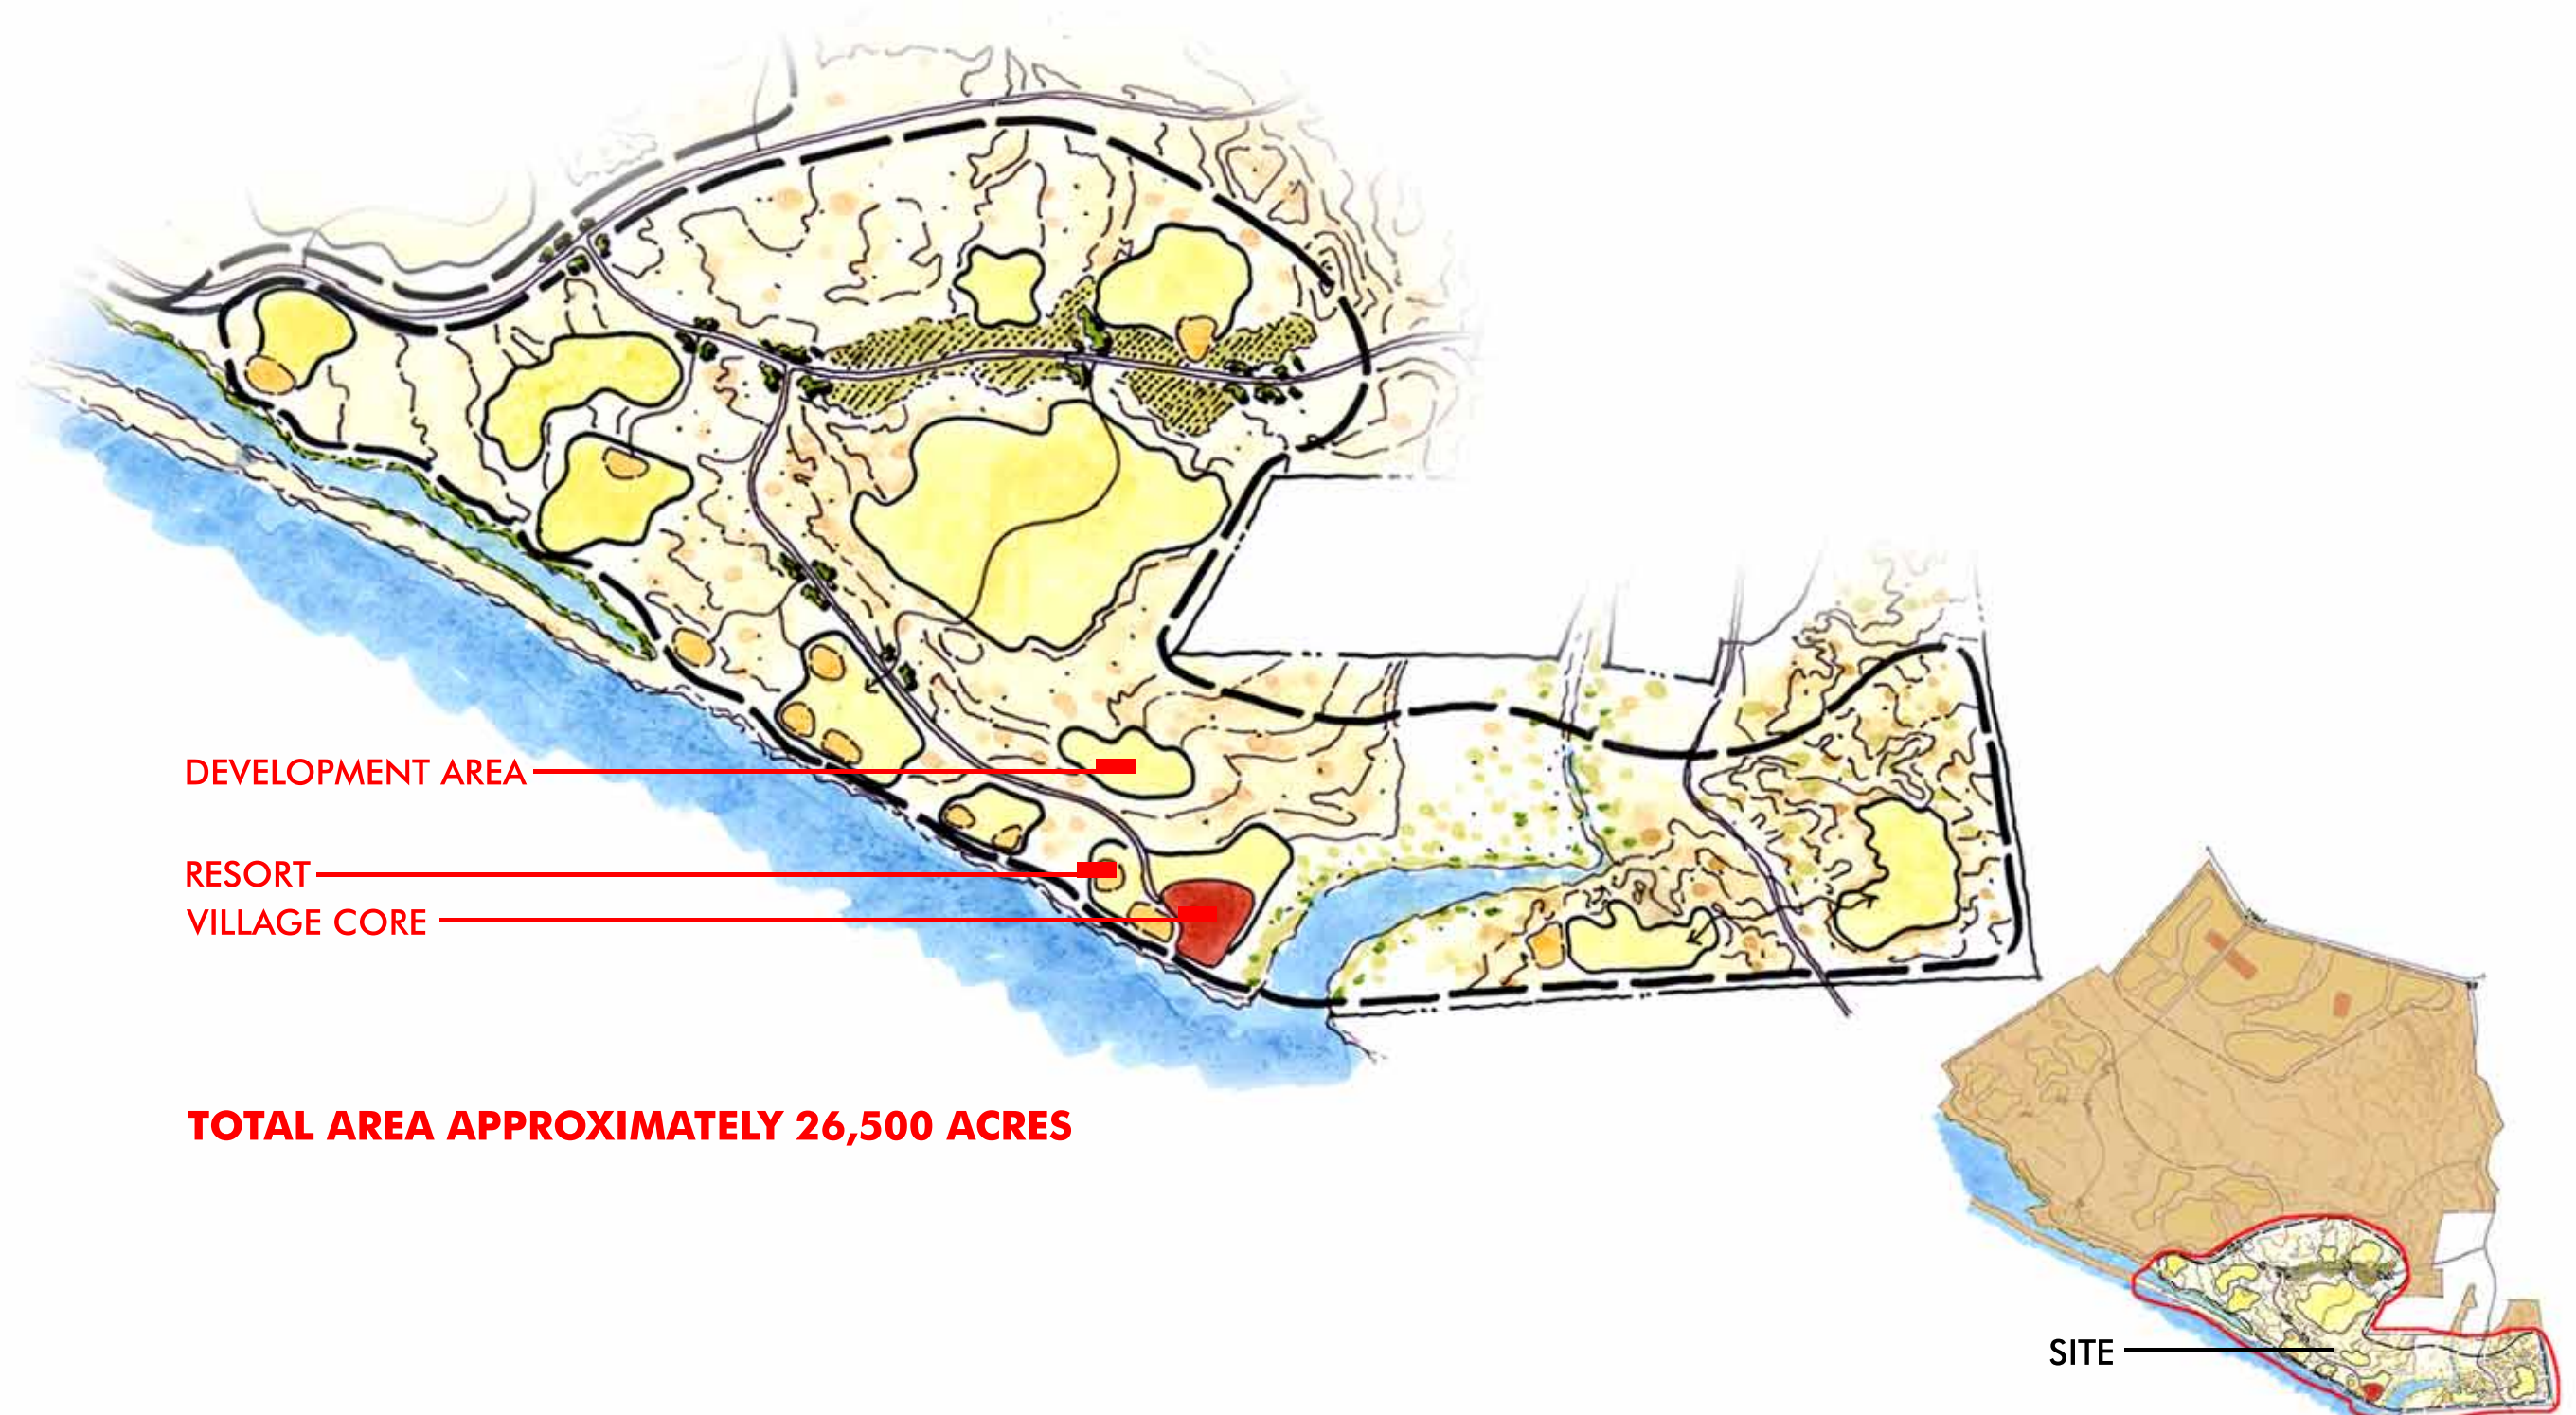 DEVELOPMENT AREA
RESORT
VILLAGE CORE
TOTAL AREA APPROXIMATELY 26,500 ACRES
SITE